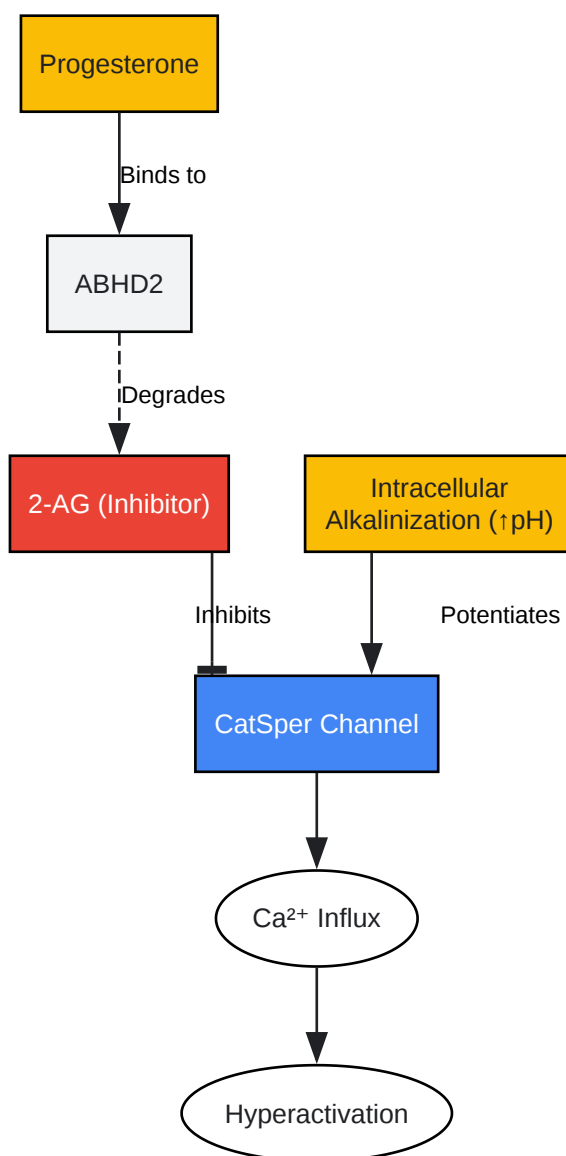 Progesterone
Binds to
ABHD2
Degrades
2-AG (Inhibitor)
Intracellular
Alkalinization (↑pH)
Inhibits
Potentiates
CatSper Channel
Ca²⁺ Influx
Hyperactivation